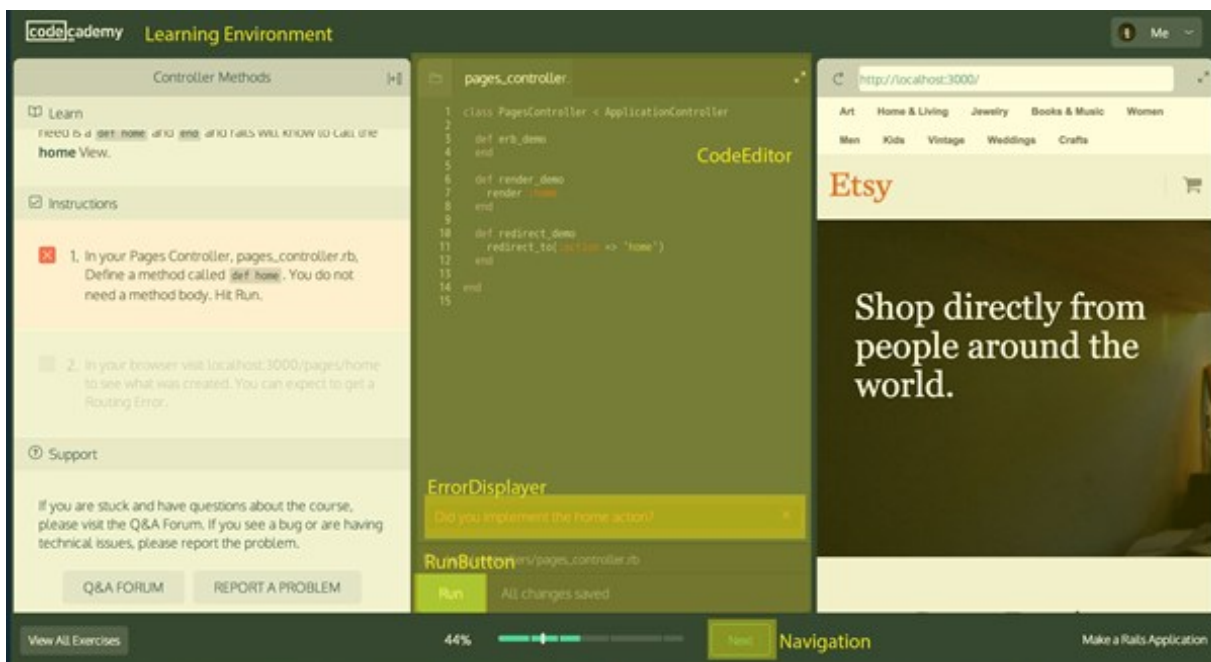 codecademy Learning Environment
Me
Controller Methods
Learn
need is a def home and end and rails will know to call the
home View.
Instructions
1. In your Pages Controller, pages_controller.rb,
Define a method called def home. You do not
need a method body. Hit Run.
2. In your browser visit localhost:3000/pages/home
to see what was created. You can expect to get a
Routing Error.
Support
If you are stuck and have questions about the course,
please visit the Q&A Forum. If you see a bug or are having
technical issues, please report the problem.
Q&A FORUM REPORT A PROBLEM
pages_controller.
1 class PagesController < ApplicationController
2
3 def erb_demo
4 end
5
6 def render_demo
7 render :home
8 end
9
10 def redirect_demo
11 redirect_to(:action => 'home')
12 end
13
14 end
15
CodeEditor
ErrorDisplayer
Did you implement the home action? ×
RunButton
/pages_controller.rb
Run All changes saved
http://localhost:3000/
Art Home & Living Jewelry Books & Music Women
Men Kids Vintage Weddings Crafts
Etsy
Shop directly from
people around the
world.
View All Exercises 44% Next Navigation Make a Rails Application